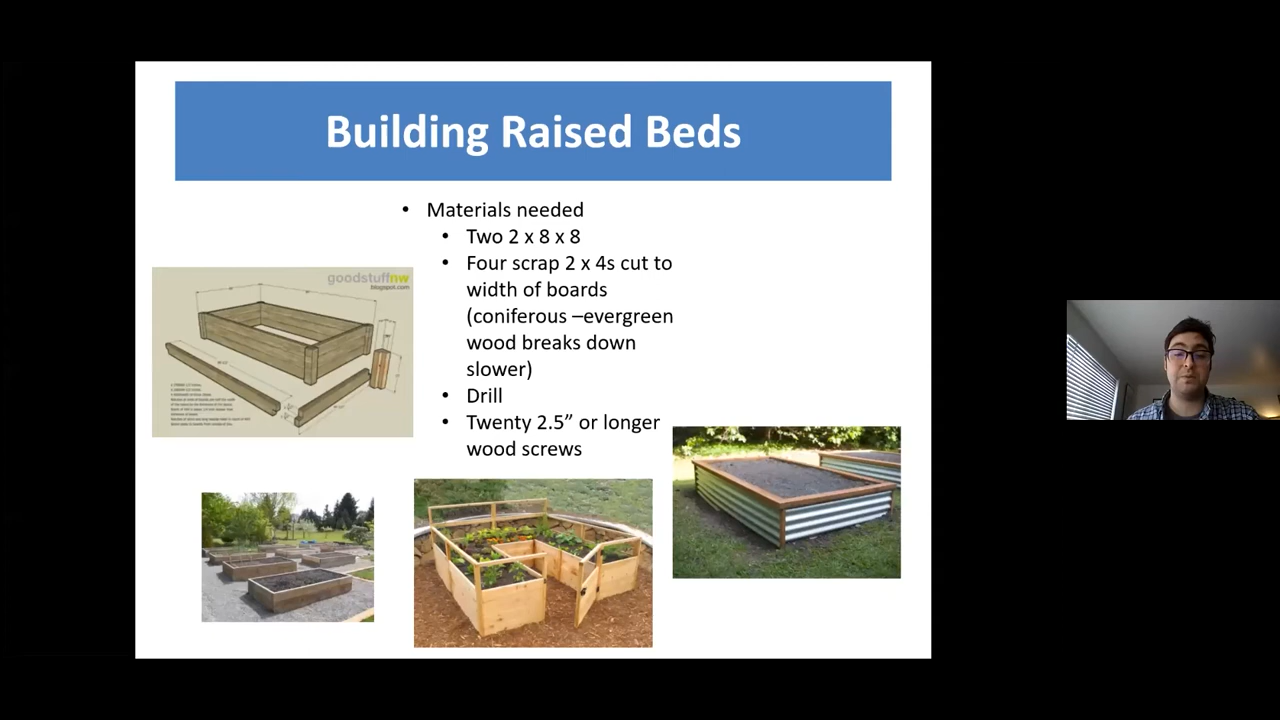 Building Raised Beds
• Materials needed
• Two 2 x 8 x 8
• Four scrap 2 x 4s cut to
width of boards
(coniferous –evergreen
wood breaks down
slower)
• Drill
• Twenty 2.5” or longer
wood screws
goodstuffnw
blogspot.com